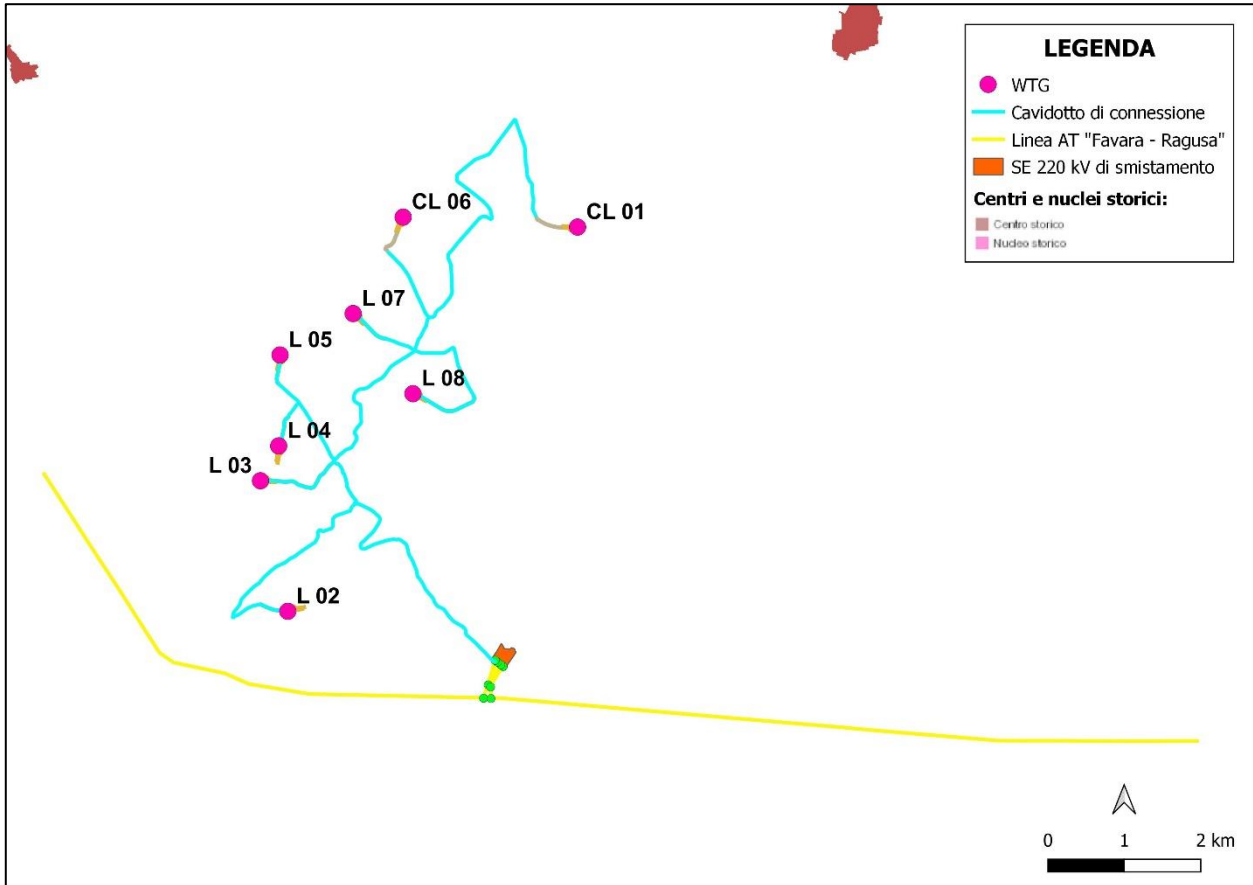 LEGENDA
WTG
Cavidotto di connessione
Linea AT "Favara - Ragusa"
SE 220 kV di smistamento
Centri e nuclei storici:
Centro storico
Nucleo storico
CL 06
CL 01
L 07
L 05
L 08
L 04
L 03
L 02
0 1 2 km